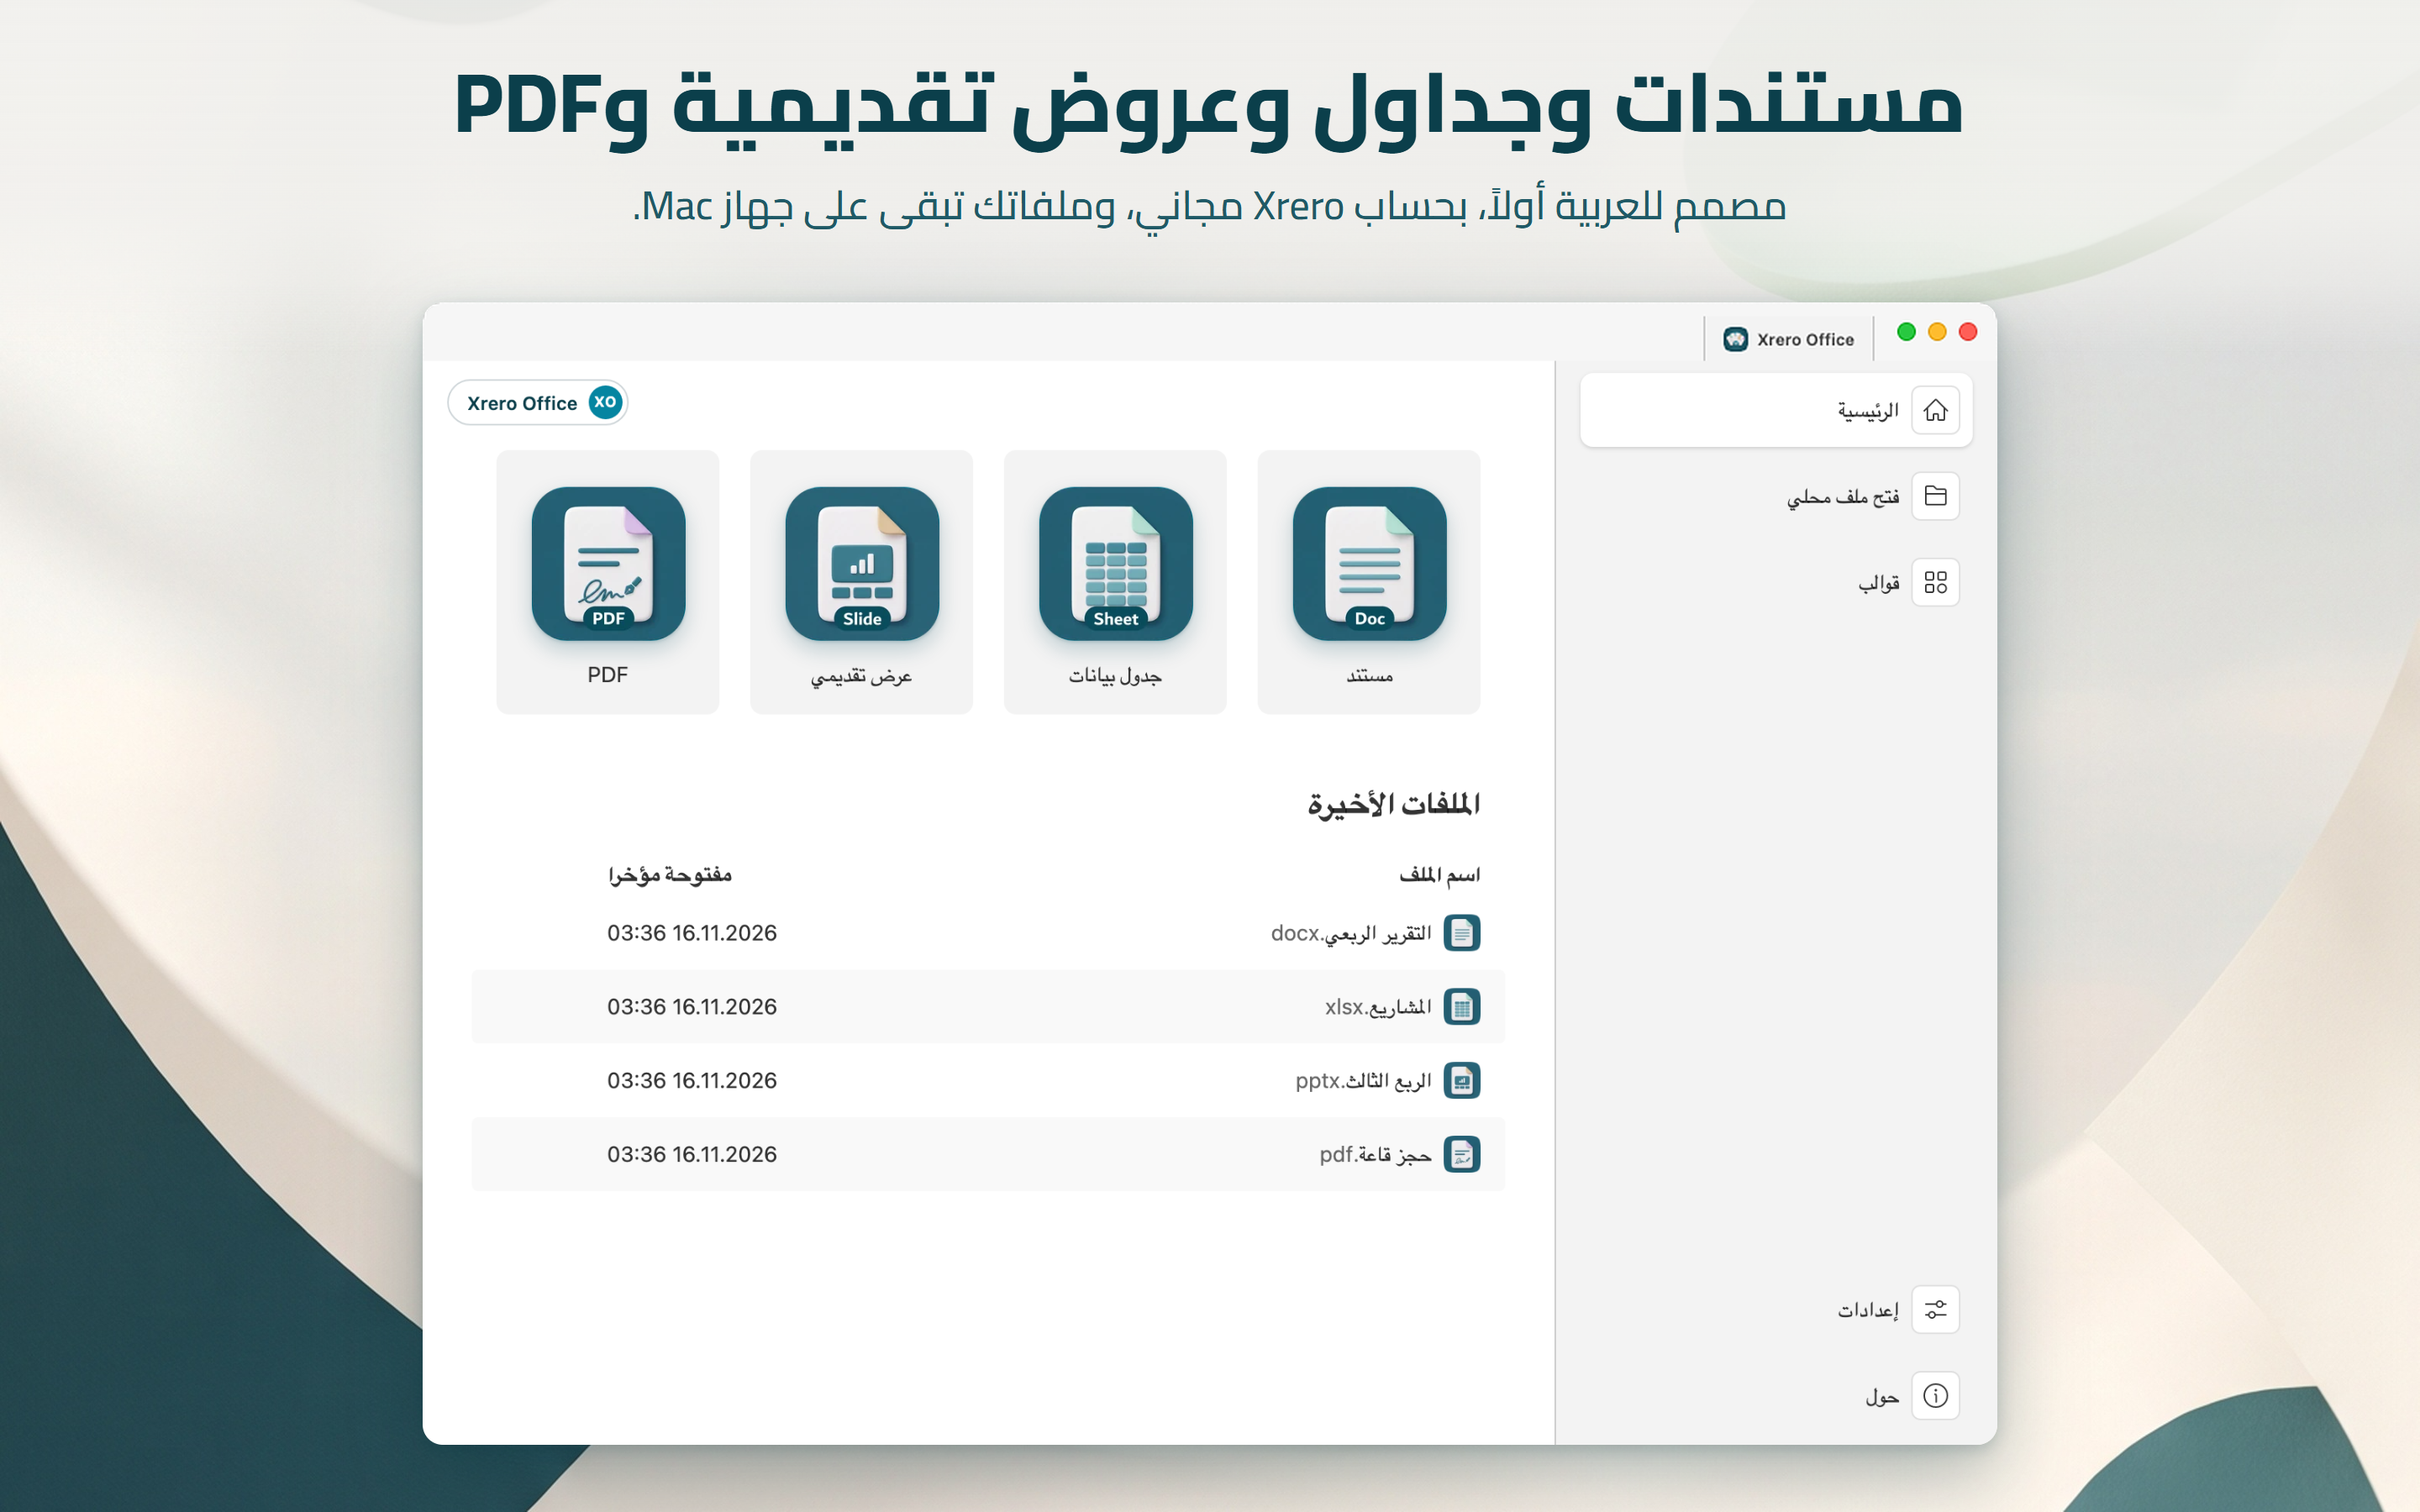 مستندات وجداول وعروض تقديمية وPDF
مصمم للعربية أولاً، بحساب Xrero مجاني، وملفاتك تبقى على جهاز Mac.
Xrero Office
الرئيسية
فتح ملف محلي
قوالب
إعدادات
حول
XO Xrero Office
Doc
مستند
Sheet
جدول بيانات
Slide
عرض تقديمي
PDF
PDF
الملفات الأخيرة
اسم الملف مفتوحة مؤخرا
التقرير الربعي.docx 16.11.2026 03:36
المشاريع.xlsx 16.11.2026 03:36
الربع الثالث.pptx 16.11.2026 03:36
حجز قاعة.pdf 16.11.2026 03:36